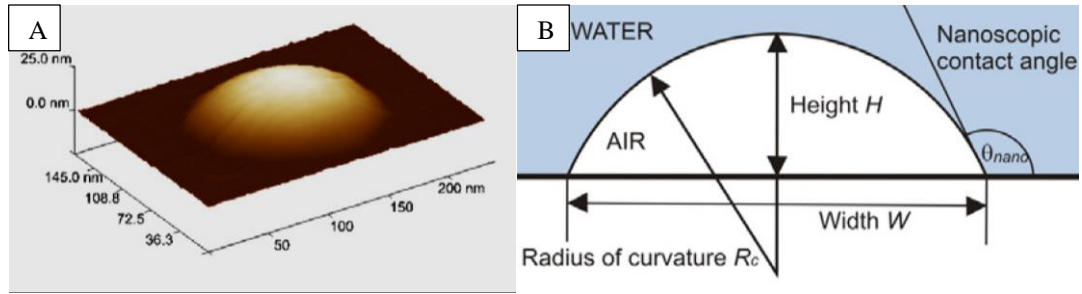 A
25.0 nm
0.0 nm
145.0 nm
108.8
72.5
36.3
50
100
150
200 nm
B
WATER
Nanoscopic
contact angle
Height H
AIR
θnano
Width W
Radius of curvature Rc